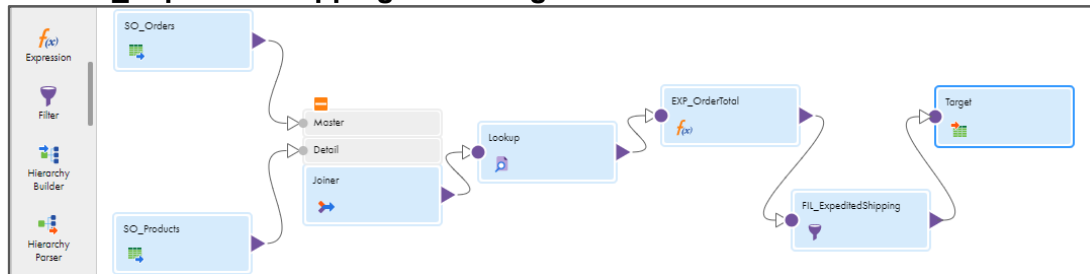 f(x)
Expression
Filter
Hierarchy
Builder
Hierarchy
Parser
SO_Orders
Master
Detail
Joiner
SO_Products
Lookup
EXP_OrderTotal
f(x)
FIL_ExpeditedShipping
Target